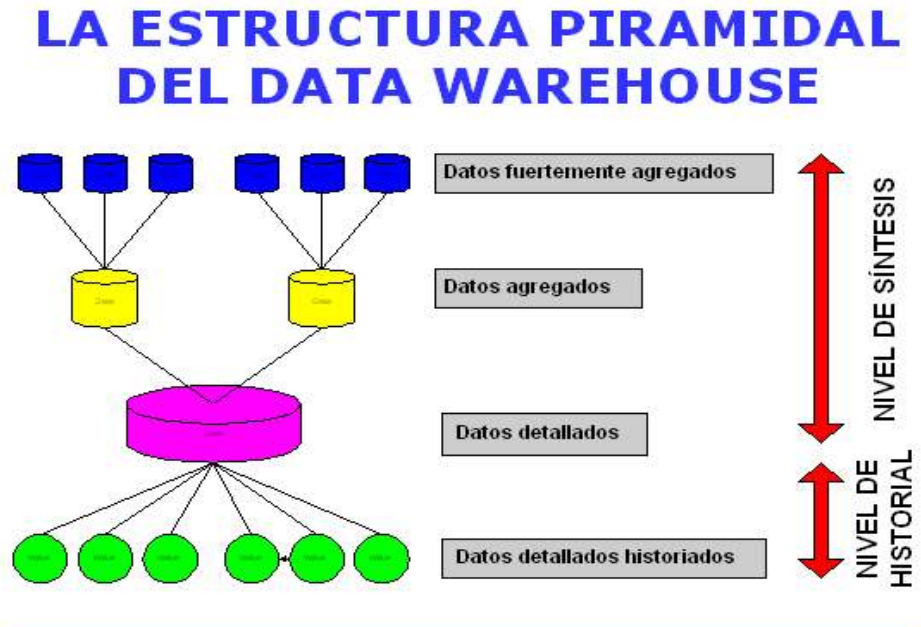 LA ESTRUCTURA PIRAMIDAL
DEL DATA WAREHOUSE
Datos fuertemente agregados
Datos agregados
Datos detallados
Datos detallados historiados
NIVEL DE SÍNTESIS
NIVEL DE
HISTORIAL